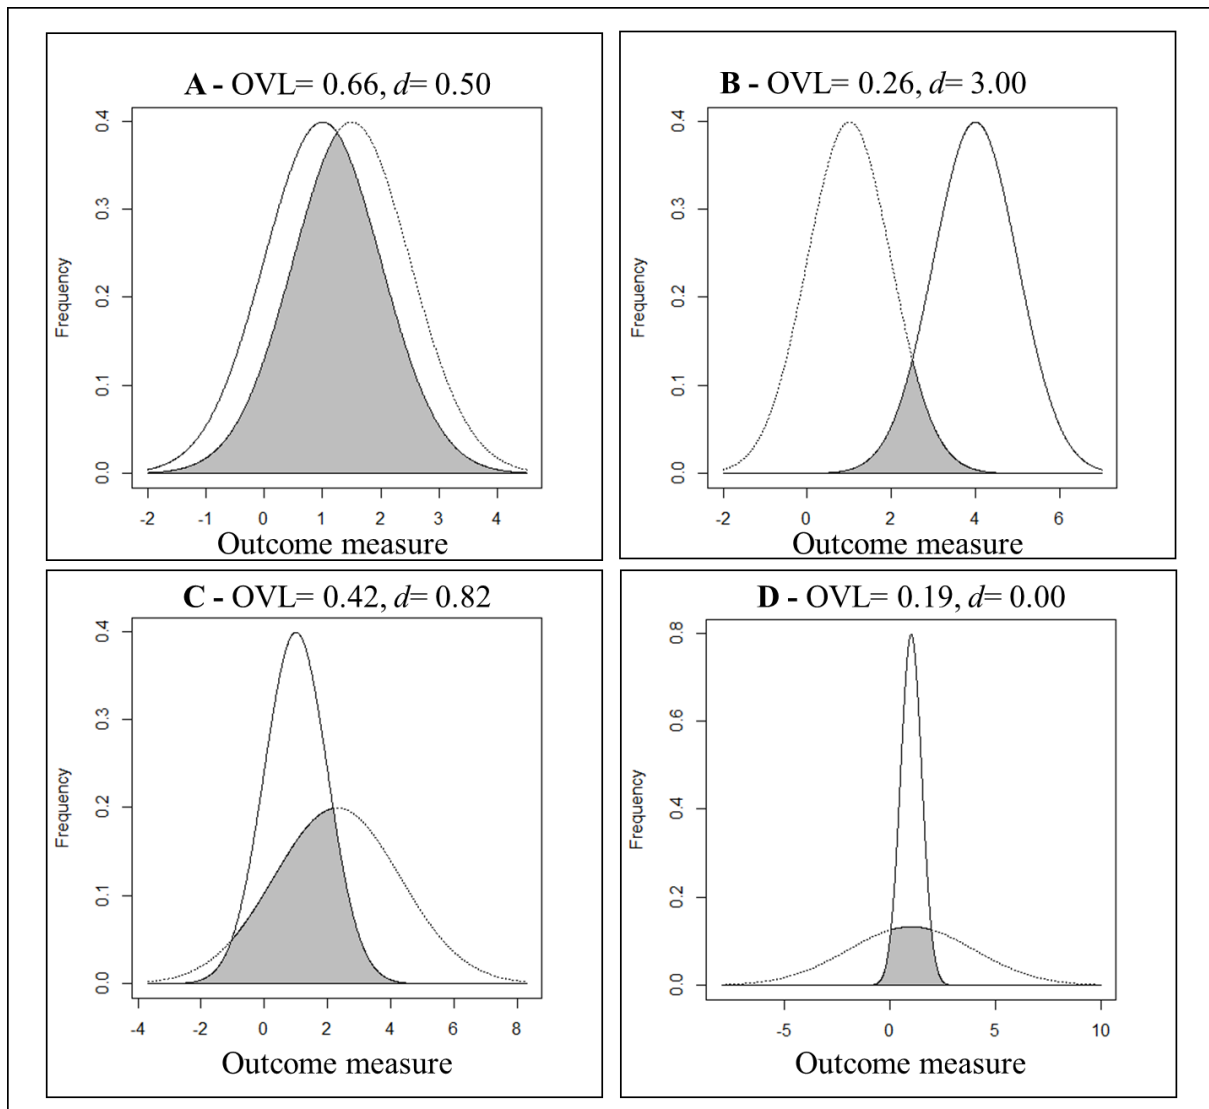 A - OVL= 0.66, d= 0.50
0.4
0.3
0.2
0.1
0.0
Frequency
-2 -1 0 1 2 3 4
Outcome measure
B - OVL= 0.26, d= 3.00
0.4
0.3
0.2
0.1
0.0
Frequency
-2 0 2 4 6
Outcome measure
C - OVL= 0.42, d= 0.82
0.4
0.3
0.2
0.1
0.0
Frequency
-4 -2 0 2 4 6 8
Outcome measure
D - OVL= 0.19, d= 0.00
0.8
0.6
0.4
0.2
0.0
Frequency
-5 0 5 10
Outcome measure